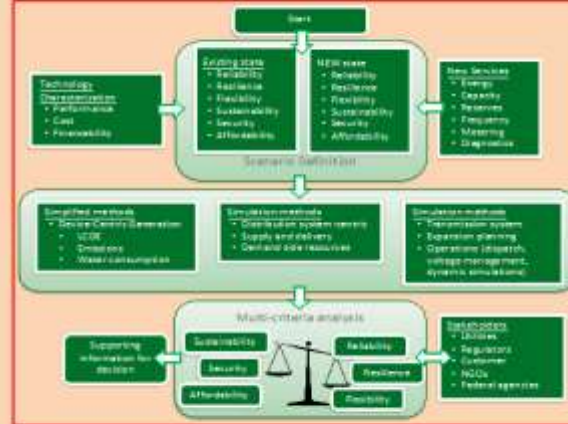 Start
Existing state
• Reliability
• Resilience
• Flexibility
• Sustainability
• Security
• Affordability
NEW state
• Reliability
• Resilience
• Flexibility
• Sustainability
• Security
• Affordability
Technology
Characterization
• Performance
• Cost
• Financeability
New Services
• Energy
• Capacity
• Reserves
• Frequency
• Metering
• Diagnostics
Scenario Definition
Simplified methods
• Device-Centric Generation
• LCOE
• Emissions
• Water consumption
Simulation methods
• Distribution system centric
• Supply and delivery
• Demand side resources
Simulation methods
• Transmission system
• Expansion planning
• Operations (dispatch,
voltage management,
dynamic simulations)
Multi-criteria analysis
Supporting
information for
decision
Sustainability
Security
Affordability
Reliability
Resilience
Flexibility
Stakeholders
• Utilities
• Regulators
• Customer
• NGOs
• Federal agencies